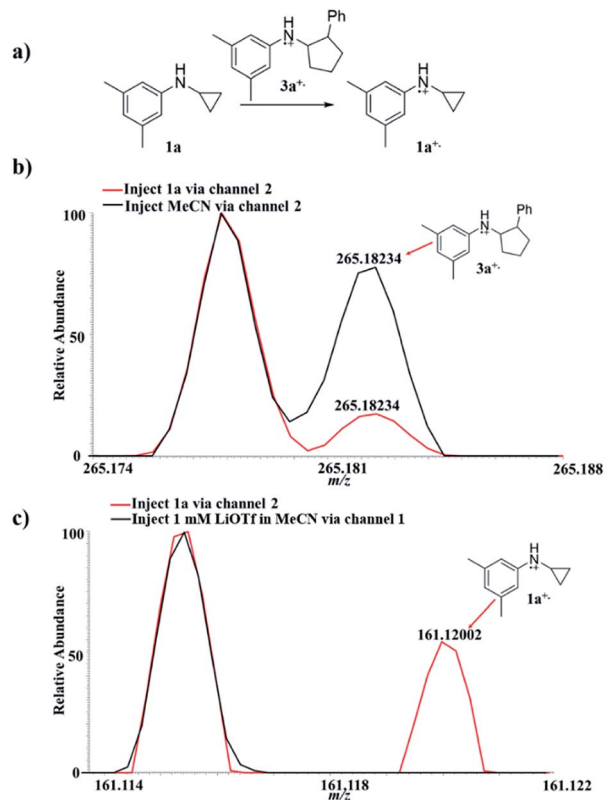 a)
Ph
H
N
3a+·
H
N
1a
H
N
1a+·
b)
Inject 1a via channel 2
Inject MeCN via channel 2
100
50
0
Relative Abundance
265.18234
265.18234
H
N
Ph
3a+·
265.174
265.181
265.188
m/z
c)
Inject 1a via channel 2
Inject 1 mM LiOTf in MeCN via channel 1
100
50
0
Relative Abundance
161.12002
H
N
1a+·
161.114
161.118
161.122
m/z